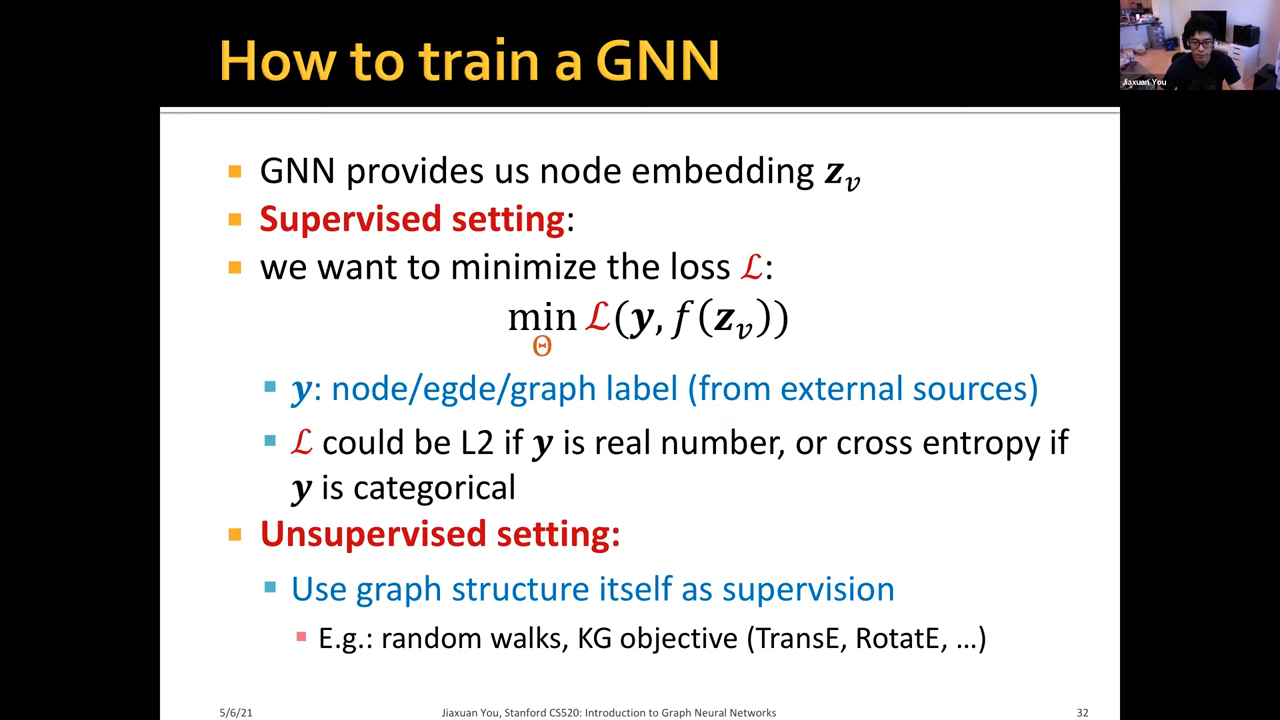 How to train a GNN
Jiaxuan You
GNN provides us node embedding 𝒛ᵥ
Supervised setting:
we want to minimize the loss ℒ:
min ℒ(𝒚, 𝑓(𝒛ᵥ))
Θ
𝒚: node/egde/graph label (from external sources)
ℒ could be L2 if 𝒚 is real number, or cross entropy if
𝒚 is categorical
Unsupervised setting:
Use graph structure itself as supervision
E.g.: random walks, KG objective (TransE, RotatE, …)
5/6/21
Jiaxuan You, Stanford CS520: Introduction to Graph Neural Networks
32